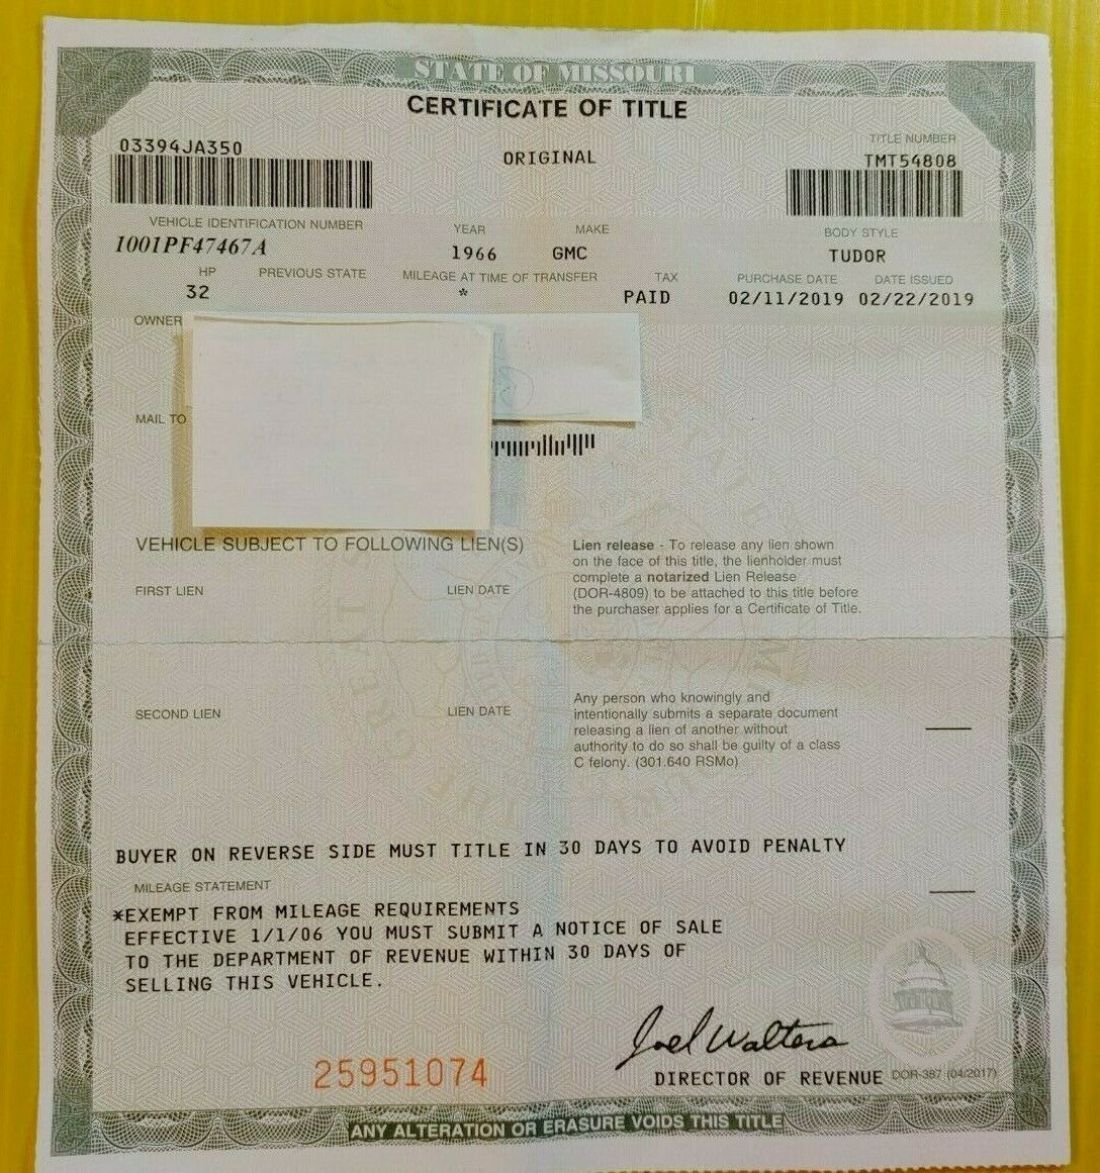 STATE OF MISSOURI
CERTIFICATE OF TITLE
03394JA350
ORIGINAL
TITLE NUMBER
TMT54808
VEHICLE IDENTIFICATION NUMBER YEAR MAKE BODY STYLE
1001PF47467A 1966 GMC TUDOR
HP PREVIOUS STATE MILEAGE AT TIME OF TRANSFER TAX PURCHASE DATE DATE ISSUED
32 * PAID 02/11/2019 02/22/2019
OWNER
MAIL TO
VEHICLE SUBJECT TO FOLLOWING LIEN(S)
FIRST LIEN LIEN DATE
Lien release - To release any lien shown
on the face of this title, the lienholder must
complete a notarized Lien Release
(DOR-4809) to be attached to this title before
the purchaser applies for a Certificate of Title.
SECOND LIEN LIEN DATE
Any person who knowingly and
intentionally submits a separate document
releasing a lien of another without
authority to do so shall be guilty of a class
C felony. (301.640 RSMo)
BUYER ON REVERSE SIDE MUST TITLE IN 30 DAYS TO AVOID PENALTY
MILEAGE STATEMENT
*EXEMPT FROM MILEAGE REQUIREMENTS
EFFECTIVE 1/1/06 YOU MUST SUBMIT A NOTICE OF SALE
TO THE DEPARTMENT OF REVENUE WITHIN 30 DAYS OF
SELLING THIS VEHICLE.
Joel Walters
25951074
DIRECTOR OF REVENUE DOR-387 (04/2017)
ANY ALTERATION OR ERASURE VOIDS THIS TITLE